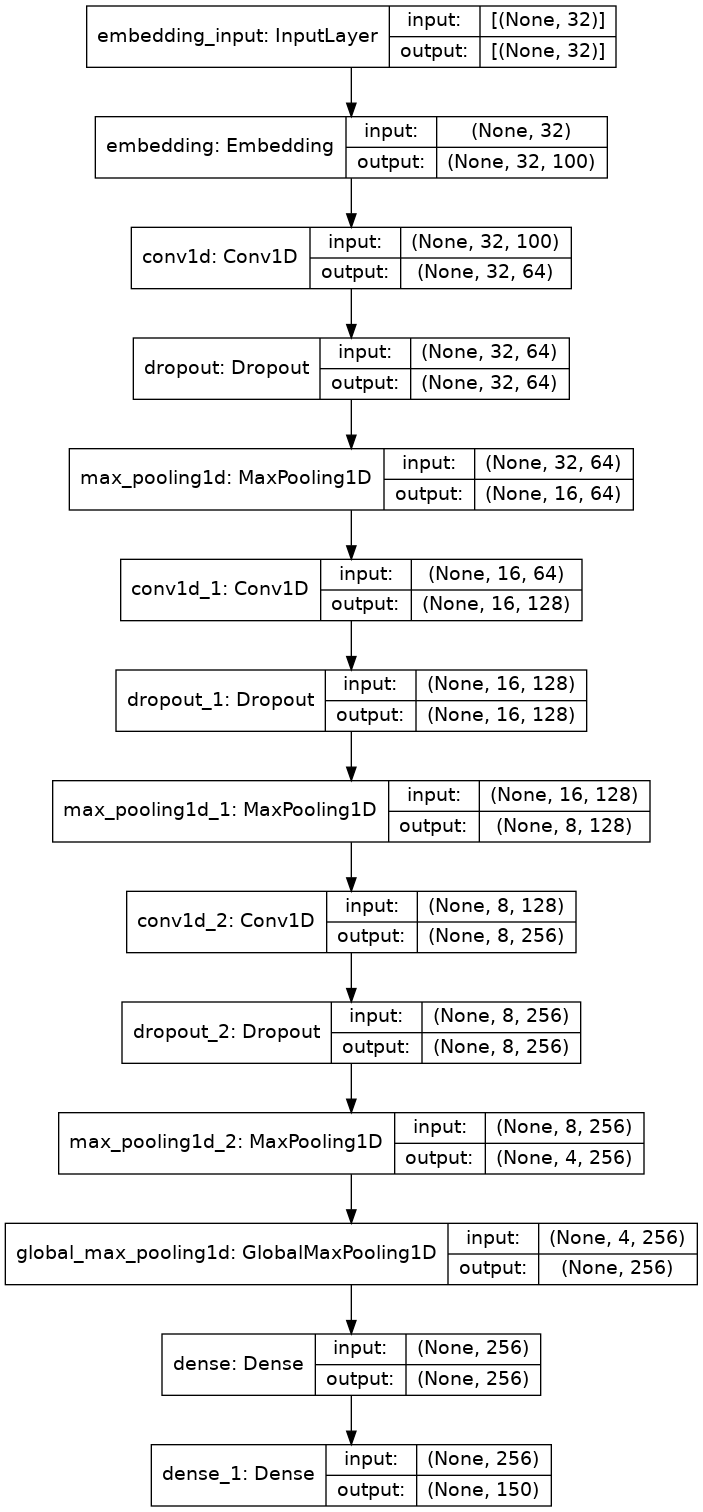 embedding_input: InputLayer
input: [(None, 32)]
output: [(None, 32)]
embedding: Embedding
input: (None, 32)
output: (None, 32, 100)
conv1d: Conv1D
input: (None, 32, 100)
output: (None, 32, 64)
dropout: Dropout
input: (None, 32, 64)
output: (None, 32, 64)
max_pooling1d: MaxPooling1D
input: (None, 32, 64)
output: (None, 16, 64)
conv1d_1: Conv1D
input: (None, 16, 64)
output: (None, 16, 128)
dropout_1: Dropout
input: (None, 16, 128)
output: (None, 16, 128)
max_pooling1d_1: MaxPooling1D
input: (None, 16, 128)
output: (None, 8, 128)
conv1d_2: Conv1D
input: (None, 8, 128)
output: (None, 8, 256)
dropout_2: Dropout
input: (None, 8, 256)
output: (None, 8, 256)
max_pooling1d_2: MaxPooling1D
input: (None, 8, 256)
output: (None, 4, 256)
global_max_pooling1d: GlobalMaxPooling1D
input: (None, 4, 256)
output: (None, 256)
dense: Dense
input: (None, 256)
output: (None, 256)
dense_1: Dense
input: (None, 256)
output: (None, 150)